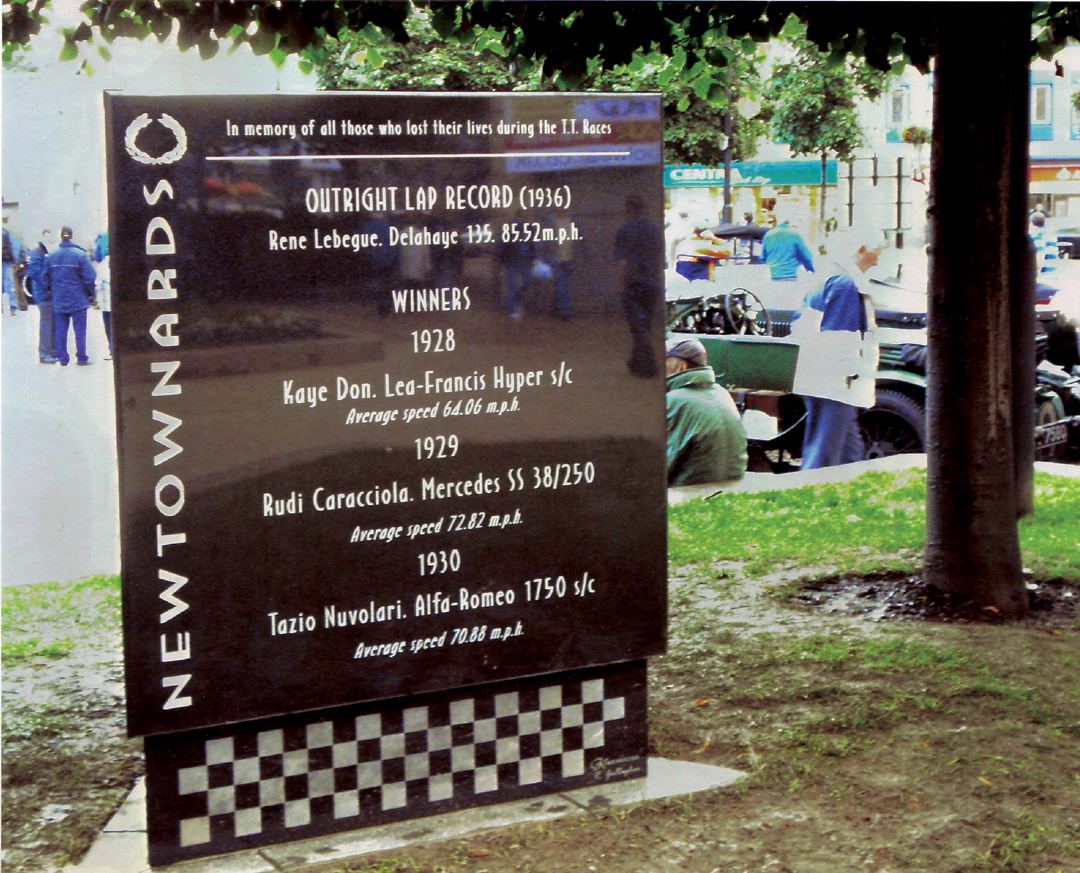 In memory of all those who lost their lives during the T.T. Races
OUTRIGHT LAP RECORD (1936)
Rene Lebegue. Delahaye 135. 85.52m.p.h.
WINNERS
1928
Kaye Don. Lea-Francis Hyper s/c
Average speed 64.06 m.p.h.
1929
Rudi Caracciola. Mercedes SS 38/250
Average speed 72.82 m.p.h.
1930
Tazio Nuvolari. Alfa-Romeo 1750 s/c
Average speed 70.88 m.p.h.
NEWTOWNARDS
CENTRA